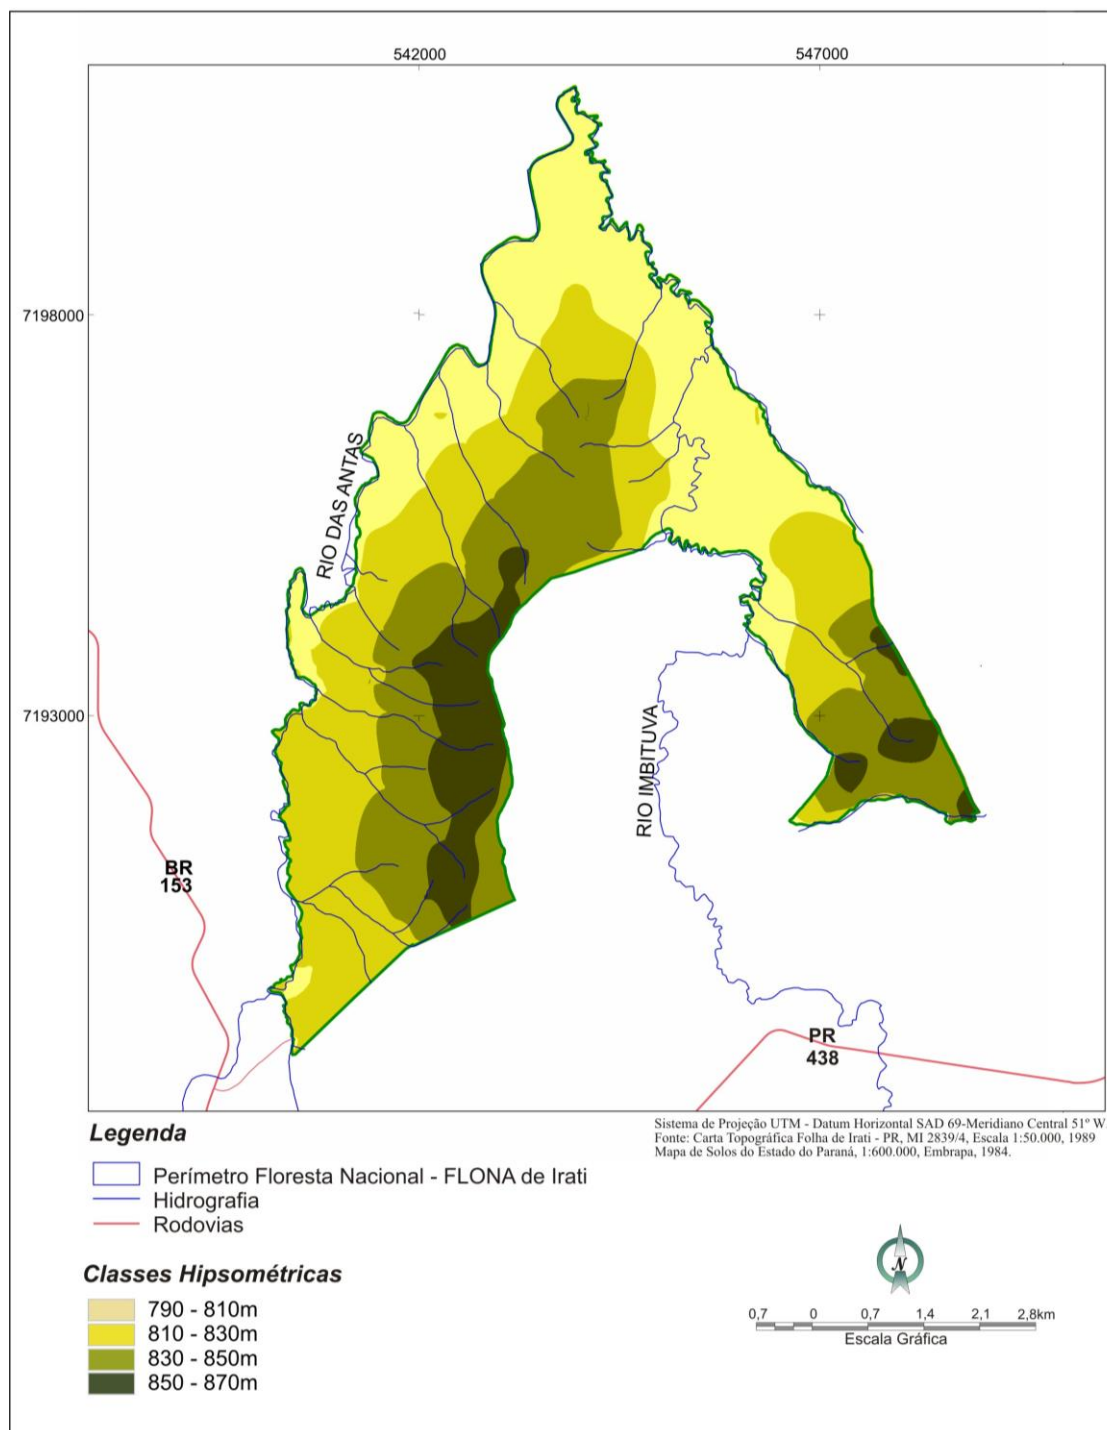 542000
547000
7198000
RIO DAS ANTAS
7193000
RIO IMBITUVA
BR
153
PR
438
Sistema de Projeção UTM - Datum Horizontal SAD 69-Meridiano Central 51º W.
Fonte: Carta Topográfica Folha de Irati - PR, MI 2839/4, Escala 1:50.000, 1989
Mapa de Solos do Estado do Paraná, 1:600.000, Embrapa, 1984.
Legenda
Perímetro Floresta Nacional - FLONA de Irati
Hidrografia
Rodovias
Classes Hipsométricas
790 - 810m
810 - 830m
830 - 850m
850 - 870m
N
0,7 0 0,7 1,4 2,1 2,8km
Escala Gráfica